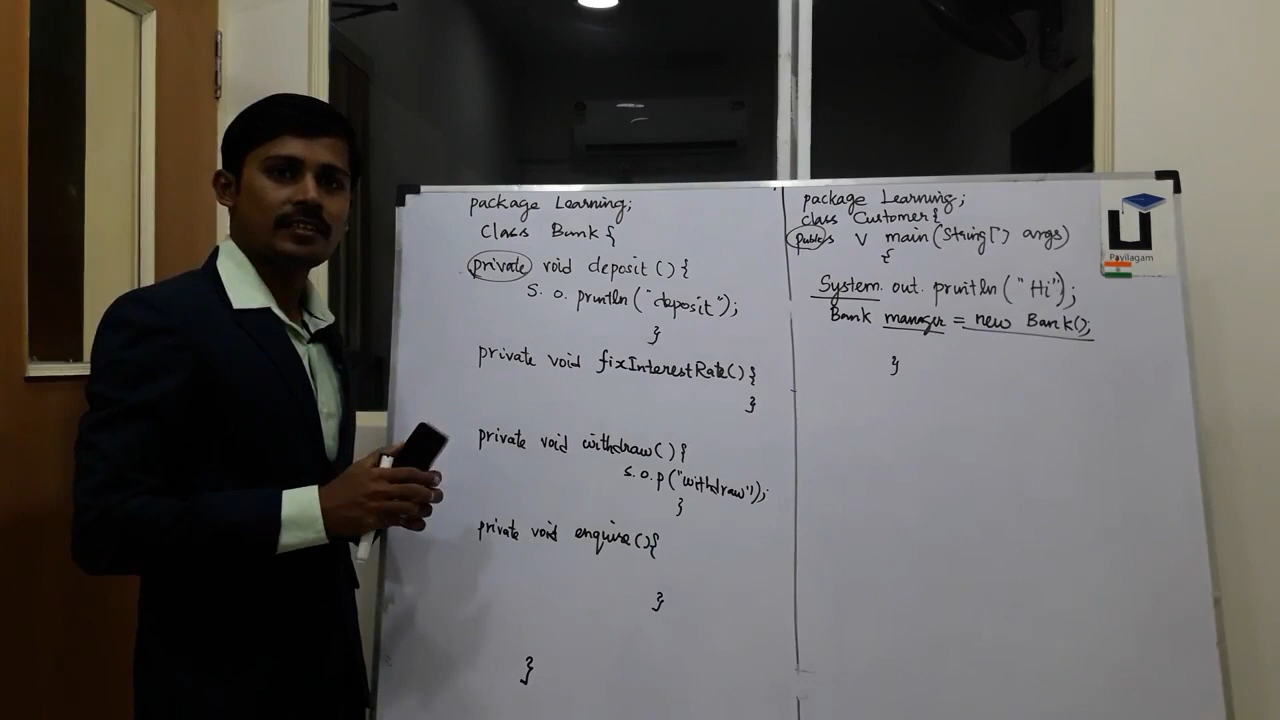 package Learning;
Class Bank {
private void deposit () {
S. o. println ("deposit");
}
private void fixInterestRate() {
}
private void withdraw() {
S. o. p ("withdraw");
}
private void enquire () {
}
}
package Learning;
class Customer {
public s v main (String[] args)
{
System. out. println ("Hi");
Bank manager = new Bank();
}
Payilagam